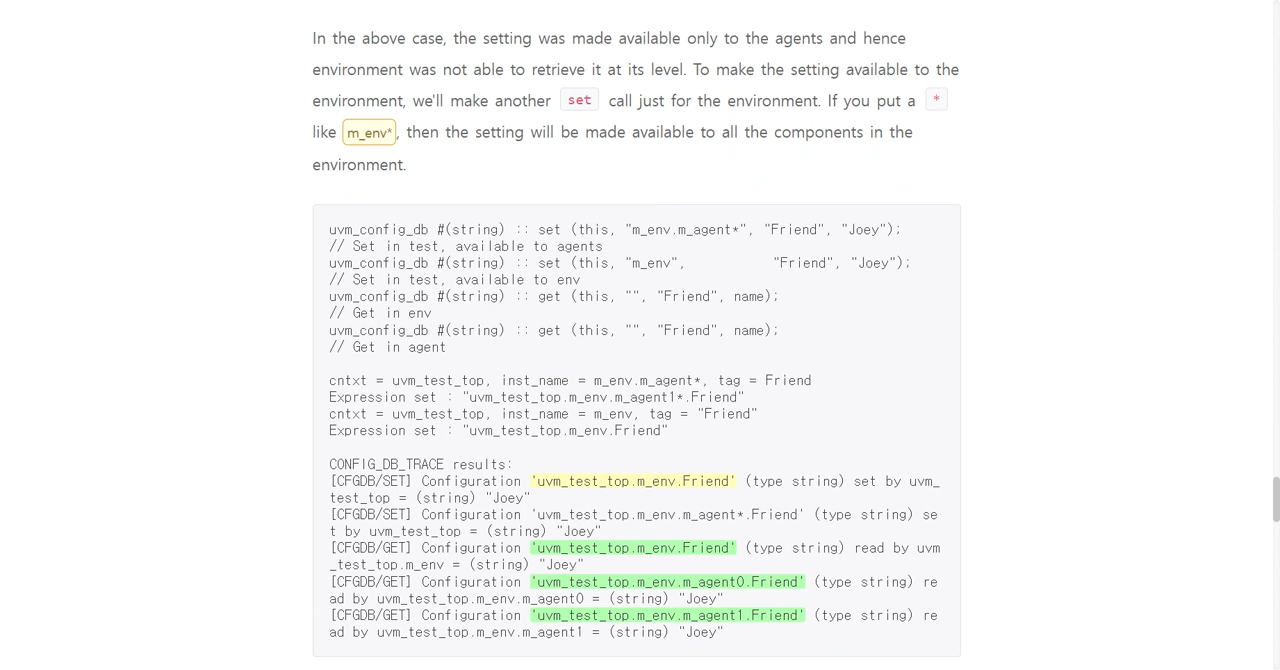 In the above case, the setting was made available only to the agents and hence
environment was not able to retrieve it at its level. To make the setting available to the
environment, we'll make another set call just for the environment. If you put a *
like m_env*, then the setting will be made available to all the components in the
environment.
uvm_config_db #(string) :: set (this, "m_env.m_agent*", "Friend", "Joey");
// Set in test, available to agents
uvm_config_db #(string) :: set (this, "m_env",          "Friend", "Joey");
// Set in test, available to env
uvm_config_db #(string) :: get (this, "", "Friend", name);
// Get in env
uvm_config_db #(string) :: get (this, "", "Friend", name);
// Get in agent
cntxt = uvm_test_top, inst_name = m_env.m_agent*, tag = Friend
Expression set : "uvm_test_top.m_env.m_agent1*.Friend"
cntxt = uvm_test_top, inst_name = m_env, tag = "Friend"
Expression set : "uvm_test_top.m_env.Friend"
CONFIG_DB_TRACE results:
[CFGDB/SET] Configuration 'uvm_test_top.m_env.Friend' (type string) set by uvm_
test_top = (string) "Joey"
[CFGDB/SET] Configuration 'uvm_test_top.m_env.m_agent*.Friend' (type string) se
t by uvm_test_top = (string) "Joey"
[CFGDB/GET] Configuration 'uvm_test_top.m_env.Friend' (type string) read by uvm
_test_top.m_env = (string) "Joey"
[CFGDB/GET] Configuration 'uvm_test_top.m_env.m_agent0.Friend' (type string) re
ad by uvm_test_top.m_env.m_agent0 = (string) "Joey"
[CFGDB/GET] Configuration 'uvm_test_top.m_env.m_agent1.Friend' (type string) re
ad by uvm_test_top.m_env.m_agent1 = (string) "Joey"